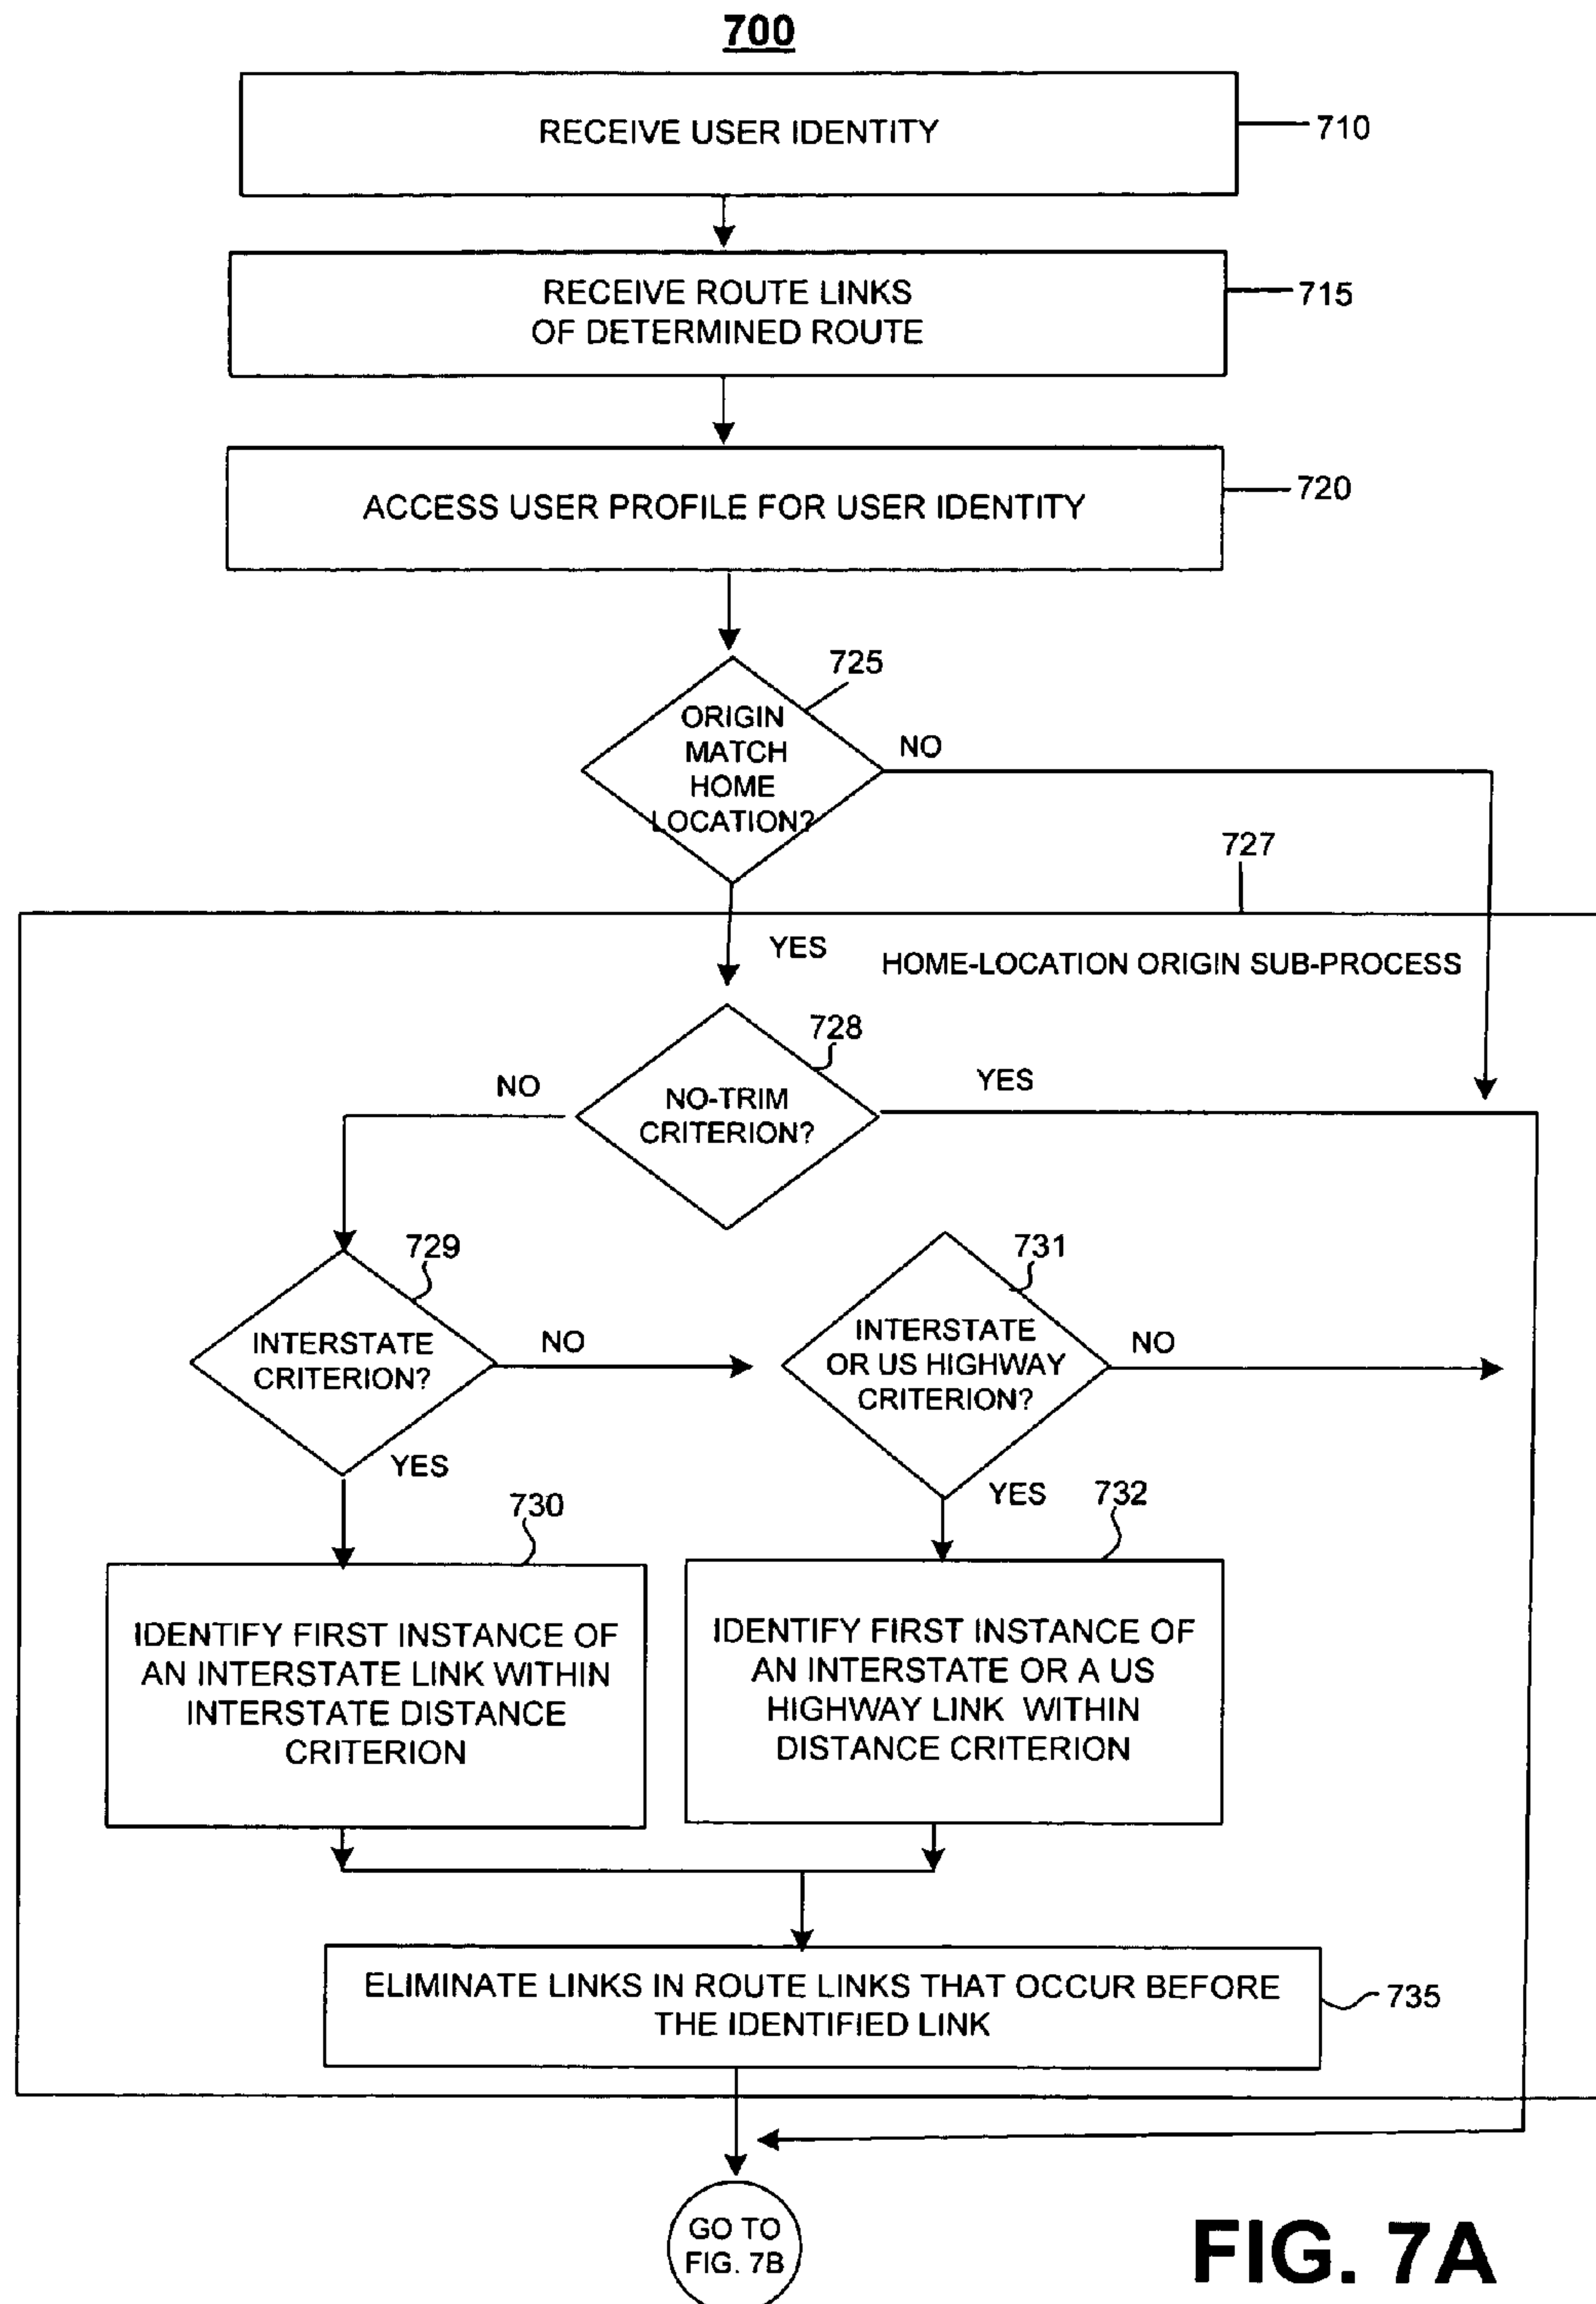 700
RECEIVE USER IDENTITY
710
RECEIVE ROUTE LINKS
OF DETERMINED ROUTE
715
ACCESS USER PROFILE FOR USER IDENTITY
720
725
ORIGIN
MATCH
HOME
LOCATION?
NO
727
YES
HOME-LOCATION ORIGIN SUB-PROCESS
728
NO
YES
NO-TRIM
CRITERION?
729
INTERSTATE
CRITERION?
NO
731
INTERSTATE
OR US HIGHWAY
CRITERION?
NO
YES
YES
730
732
IDENTIFY FIRST INSTANCE OF
AN INTERSTATE LINK WITHIN
INTERSTATE DISTANCE
CRITERION
IDENTIFY FIRST INSTANCE OF
AN INTERSTATE OR A US
HIGHWAY LINK WITHIN
DISTANCE CRITERION
ELIMINATE LINKS IN ROUTE LINKS THAT OCCUR BEFORE
THE IDENTIFIED LINK
735
GO TO
FIG. 7B
FIG. 7A